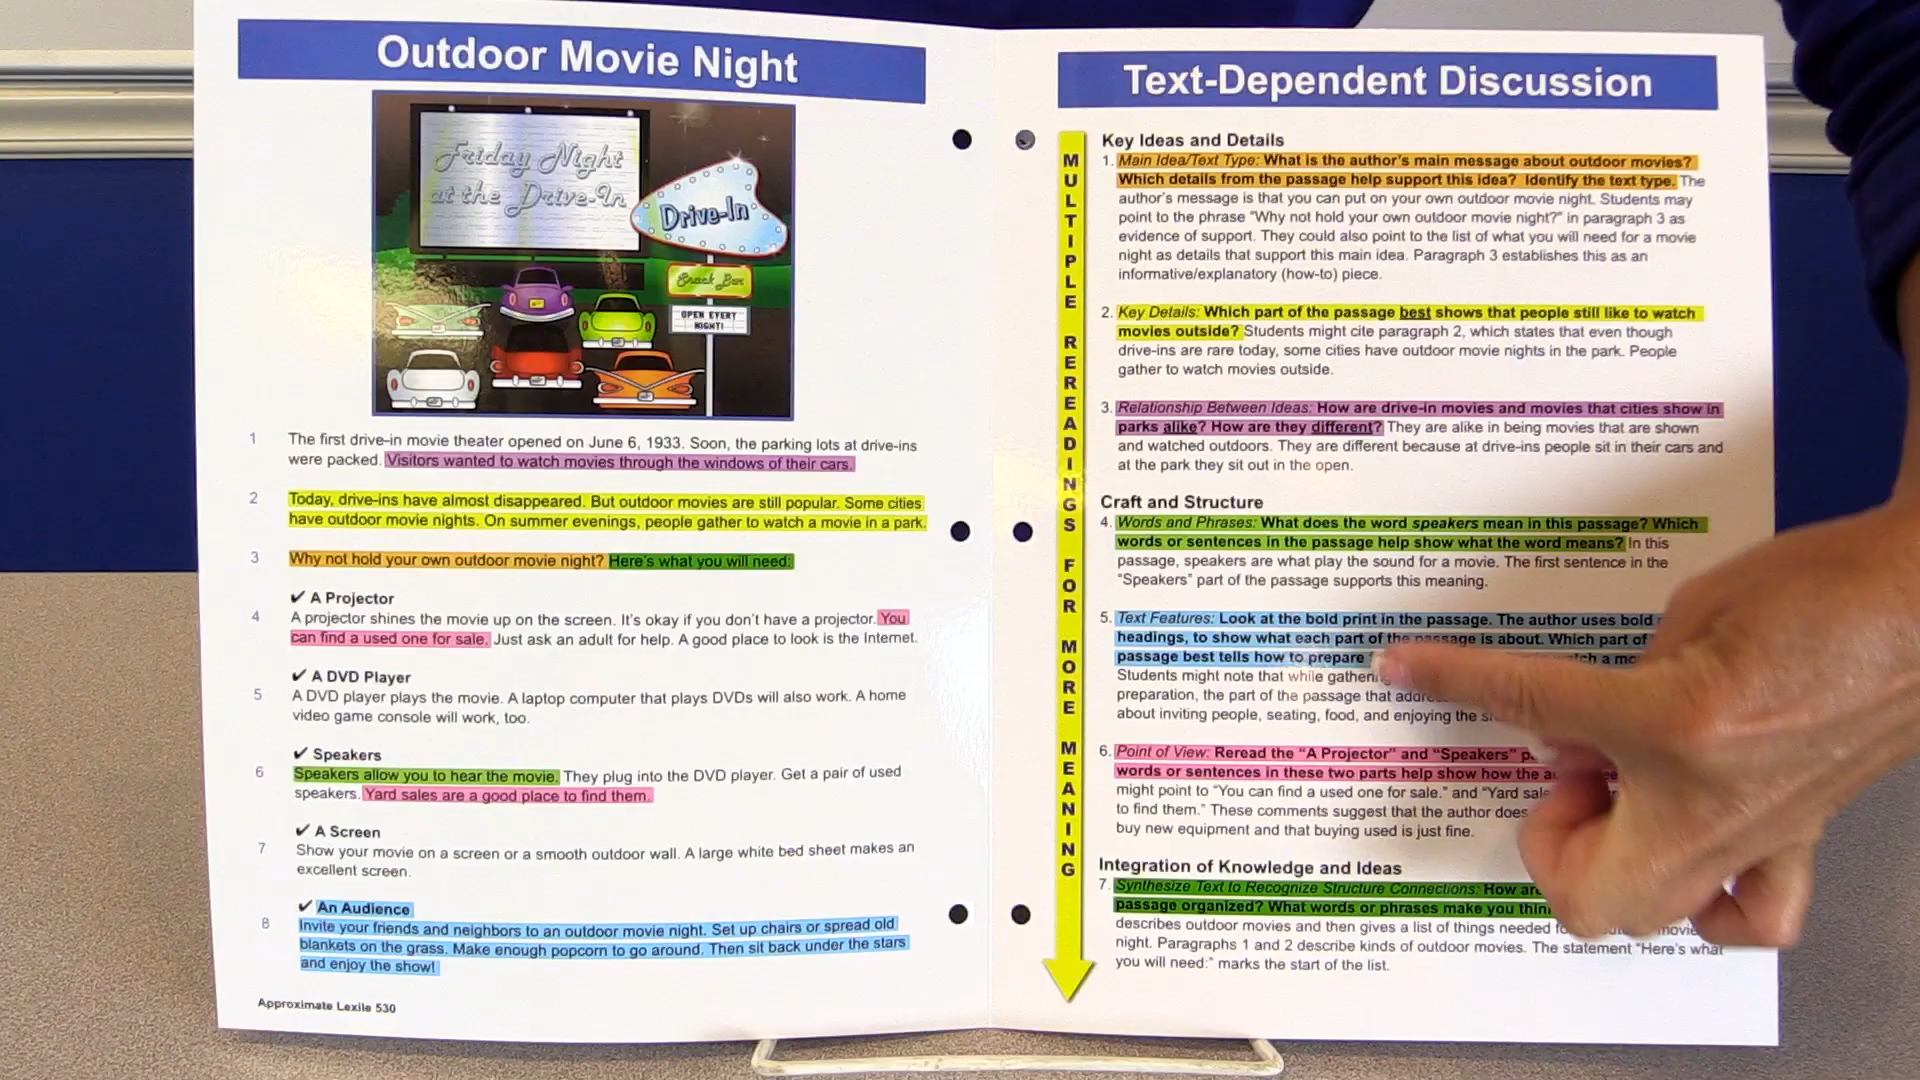 Outdoor Movie Night
Friday Night
at the Drive-In
Drive-In
Snack Bar
OPEN EVERY
NIGHT!
1 The first drive-in movie theater opened on June 6, 1933. Soon, the parking lots at drive-ins
were packed. Visitors wanted to watch movies through the windows of their cars.
2 Today, drive-ins have almost disappeared. But outdoor movies are still popular. Some cities
have outdoor movie nights. On summer evenings, people gather to watch a movie in a park.
3 Why not hold your own outdoor movie night? Here's what you will need:
✔ A Projector
4 A projector shines the movie up on the screen. It's okay if you don't have a projector. You
can find a used one for sale. Just ask an adult for help. A good place to look is the Internet.
✔ A DVD Player
5 A DVD player plays the movie. A laptop computer that plays DVDs will also work. A home
video game console will work, too.
✔ Speakers
6 Speakers allow you to hear the movie. They plug into the DVD player. Get a pair of used
speakers. Yard sales are a good place to find them.
✔ A Screen
7 Show your movie on a screen or a smooth outdoor wall. A large white bed sheet makes an
excellent screen.
✔ An Audience
8 Invite your friends and neighbors to an outdoor movie night. Set up chairs or spread old
blankets on the grass. Make enough popcorn to go around. Then sit back under the stars
and enjoy the show!
Approximate Lexile 530
Text-Dependent Discussion
MULTIPLE REREADINGS FOR MORE MEANING
Key Ideas and Details
1. Main Idea/Text Type: What is the author's main message about outdoor movies?
Which details from the passage help support this idea? Identify the text type. The
author's message is that you can put on your own outdoor movie night. Students may
point to the phrase "Why not hold your own outdoor movie night?" in paragraph 3 as
evidence of support. They could also point to the list of what you will need for a movie
night as details that support this main idea. Paragraph 3 establishes this as an
informative/explanatory (how-to) piece.
2. Key Details: Which part of the passage best shows that people still like to watch
movies outside? Students might cite paragraph 2, which states that even though
drive-ins are rare today, some cities have outdoor movie nights in the park. People
gather to watch movies outside.
3. Relationship Between Ideas: How are drive-in movies and movies that cities show in
parks alike? How are they different? They are alike in being movies that are shown
and watched outdoors. They are different because at drive-ins people sit in their cars and
at the park they sit out in the open.
Craft and Structure
4. Words and Phrases: What does the word speakers mean in this passage? Which
words or sentences in the passage help show what the word means? In this
passage, speakers are what play the sound for a movie. The first sentence in the
"Speakers" part of the passage supports this meaning.
5. Text Features: Look at the bold print in the passage. The author uses bold
headings, to show what each part of the passage is about. Which part of
passage best tells how to prepare watch a
Students might note that while
preparation, the part of the passage that
about inviting people, seating, food, and enjoying the
6. Point of View: Reread the "A Projector" and "Speakers"
words or sentences in these two parts help show how the
might point to "You can find a used one for sale." and "Yard
to find them." These comments suggest that the author does
buy new equipment and that buying used is just fine.
Integration of Knowledge and Ideas
7. Synthesize Text to Recognize Structure Connections: How are
passage organized? What words or phrases make you
describes outdoor movies and then gives a list of things needed movie
night. Paragraphs 1 and 2 describe kinds of outdoor movies. The statement "Here's what
you will need:" marks the start of the list.